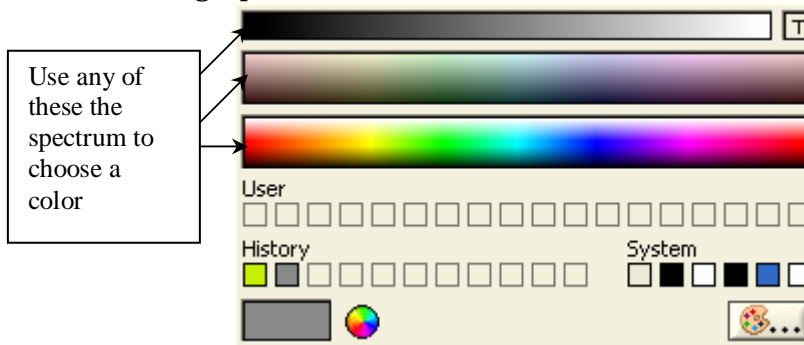 Use any of
these the
spectrum to
choose a
color
User
History
System
...